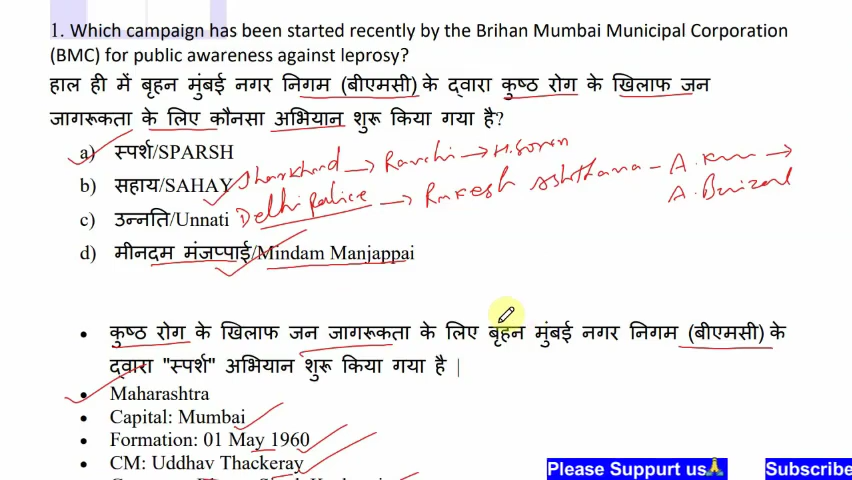 1. Which campaign has been started recently by the Brihan Mumbai Municipal Corporation
(BMC) for public awareness against leprosy?
हाल ही में बृहन मुंबई नगर निगम (बीएमसी) के द्वारा कुष्ठ रोग के खिलाफ जन
जागरूकता के लिए कौनसा अभियान शुरू किया गया है?
a) स्पर्श/SPARSH
Jharkhand → Ranchi → H. Soren
b) सहाय/SAHAY
Delhi Police → Rakesh Asthana - A. →
A. Baizal
c) उन्नति/Unnati
d) मीनदम मंजप्पाई/Mindam Manjappai
• कुष्ठ रोग के खिलाफ जन जागरूकता के लिए बृहन मुंबई नगर निगम (बीएमसी) के
द्वारा "स्पर्श" अभियान शुरू किया गया है |
• Maharashtra
• Capital: Mumbai
• Formation: 01 May 1960
• CM: Uddhav Thackeray
Please Suppurt us🙏
Subscribe